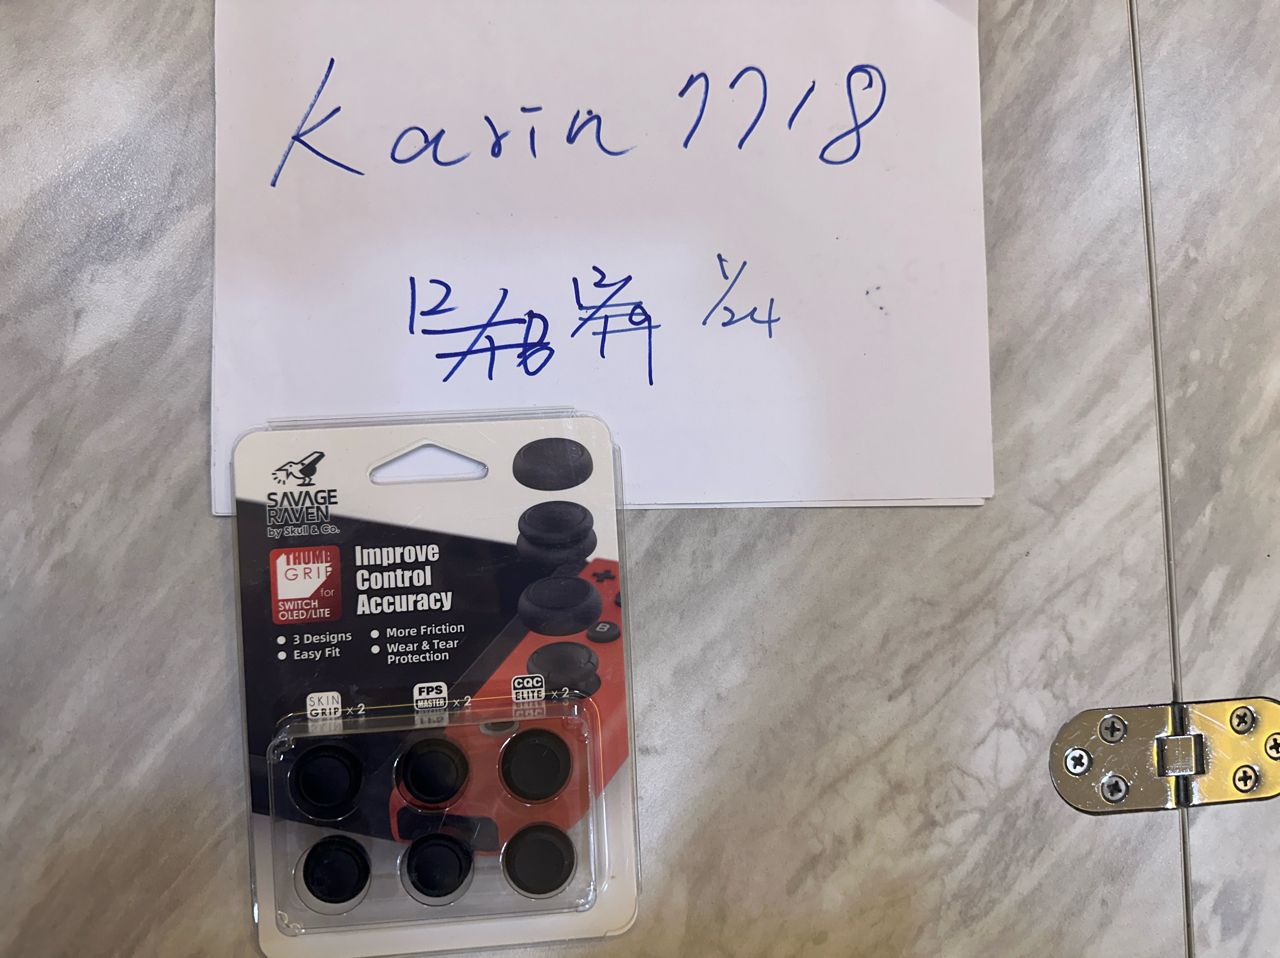 Karin7718
12/18 12/19 1/24
SAVAGE
RAVEN
by Skull & Co.
THUMB
GRIP
for
SWITCH
OLED/LITE
Improve
Control
Accuracy
3 Designs
Easy Fit
More Friction
Wear & Tear
Protection
SKIN
GRIP x 2
FPS
MASTER x 2
CQC
ELITE x 2
B